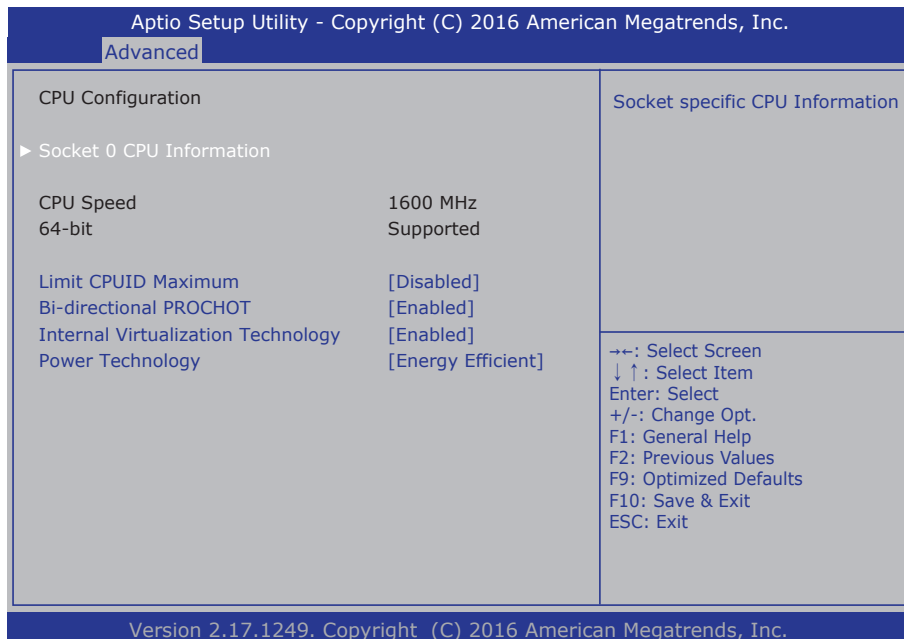 Aptio Setup Utility - Copyright (C) 2016 American Megatrends, Inc.
Advanced
CPU Configuration
► Socket 0 CPU Information
CPU Speed 1600 MHz
64-bit Supported
Limit CPUID Maximum [Disabled]
Bi-directional PROCHOT [Enabled]
Internal Virtualization Technology [Enabled]
Power Technology [Energy Efficient]
Socket specific CPU Information
→←: Select Screen
↓↑: Select Item
Enter: Select
+/-: Change Opt.
F1: General Help
F2: Previous Values
F9: Optimized Defaults
F10: Save & Exit
ESC: Exit
Version 2.17.1249. Copyright (C) 2016 American Megatrends, Inc.